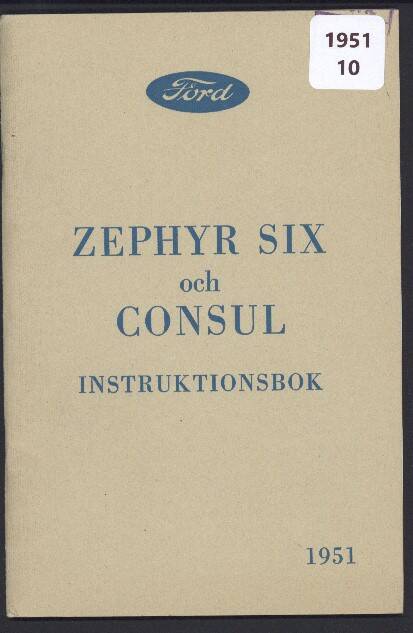 1951
10
Ford
ZEPHYR SIX
och
CONSUL
INSTRUKTIONSBOK
1951